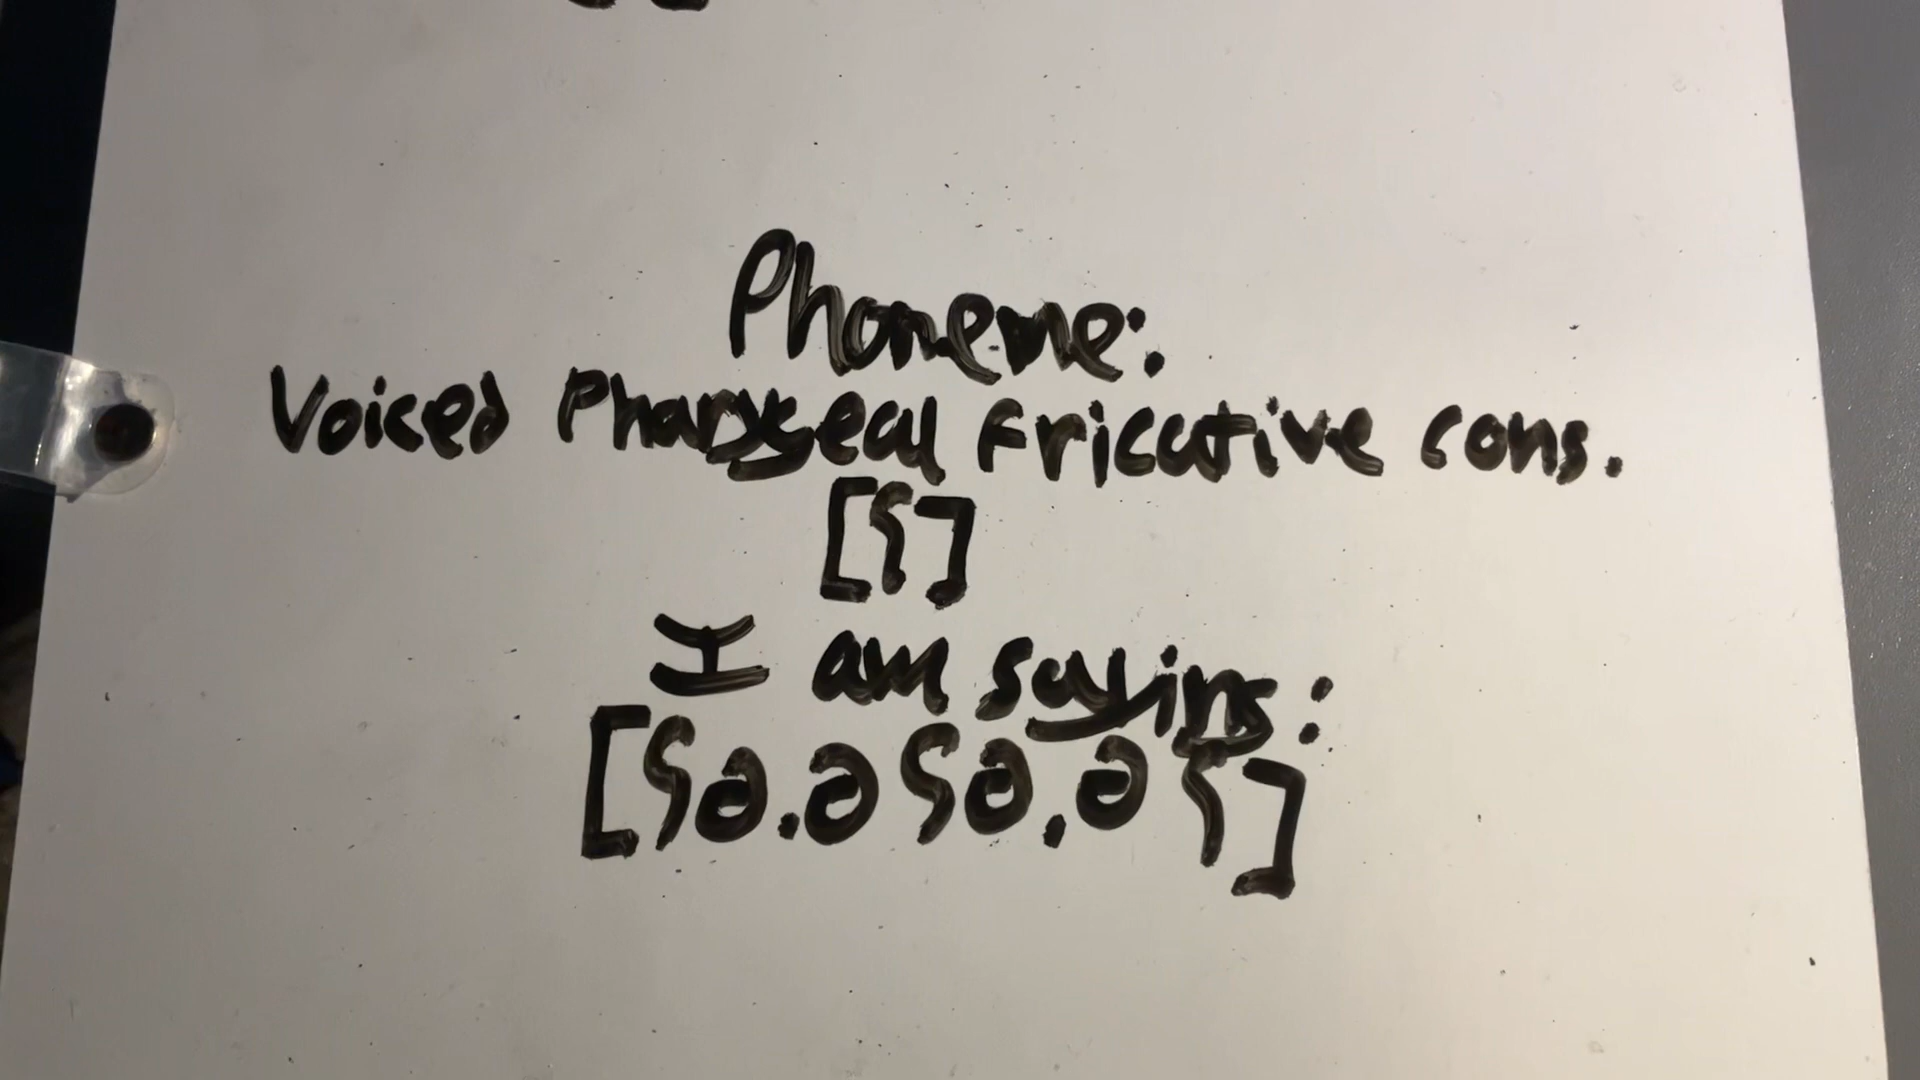 Phoneme:
Voiced Pharyngeal Fricative cons.
[ʕ]
I am saying:
[ʕə.əʕə.əʕ]